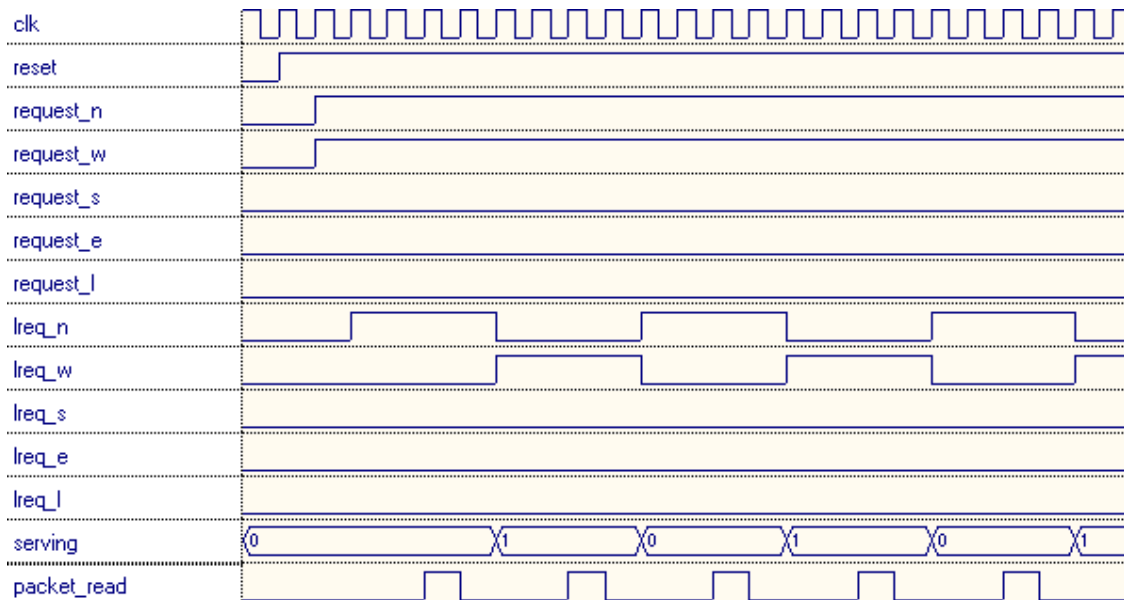 clk
reset
request_n
request_w
request_s
request_e
request_l
lreq_n
lreq_w
lreq_s
lreq_e
lreq_l
serving 0 1 0 1 0 1
packet_read